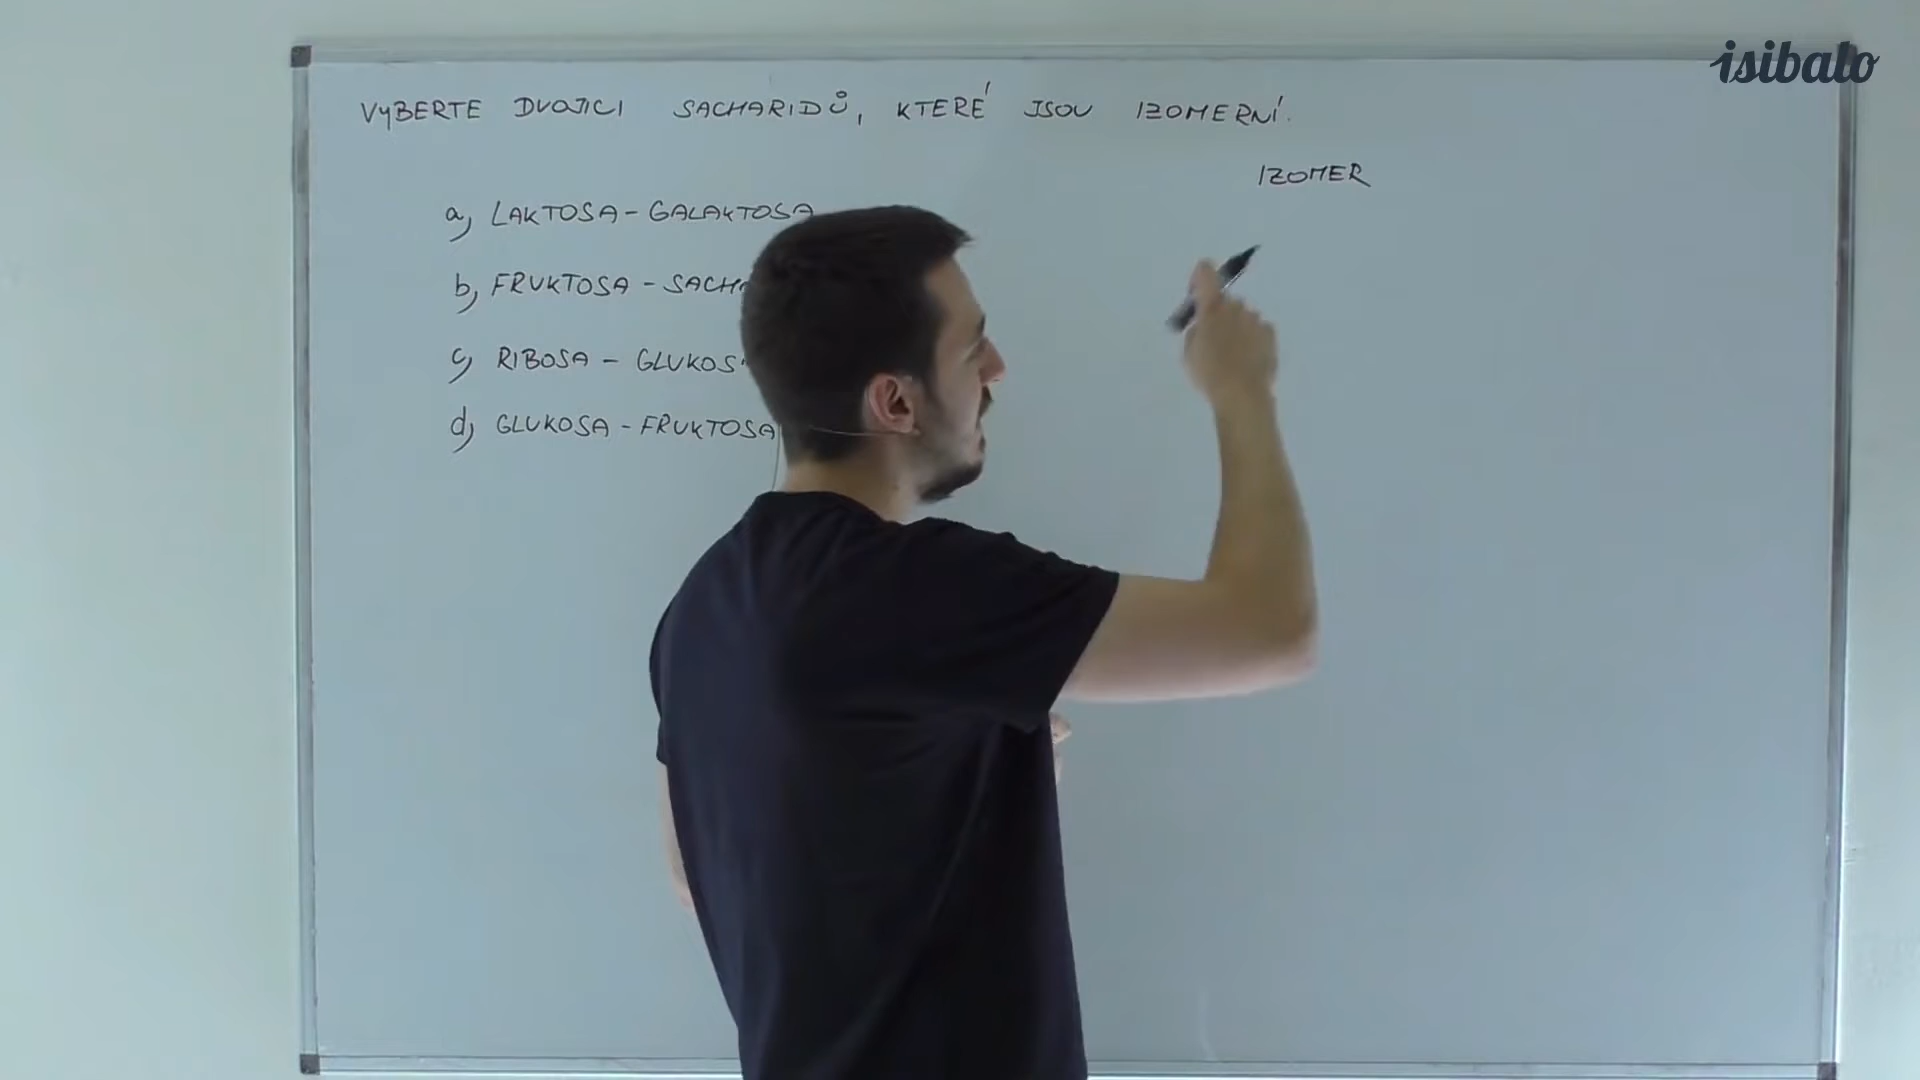 isibalo
VYBERTE DVOJICI SACHARIDŮ, KTERÉ JSOU IZOMERNÍ.
IZOMER
a) LAKTOSA - GALAKTOSA
b) FRUKTOSA -
c) RIBOSA -
d) GLUKOSA - FRUKTOSA